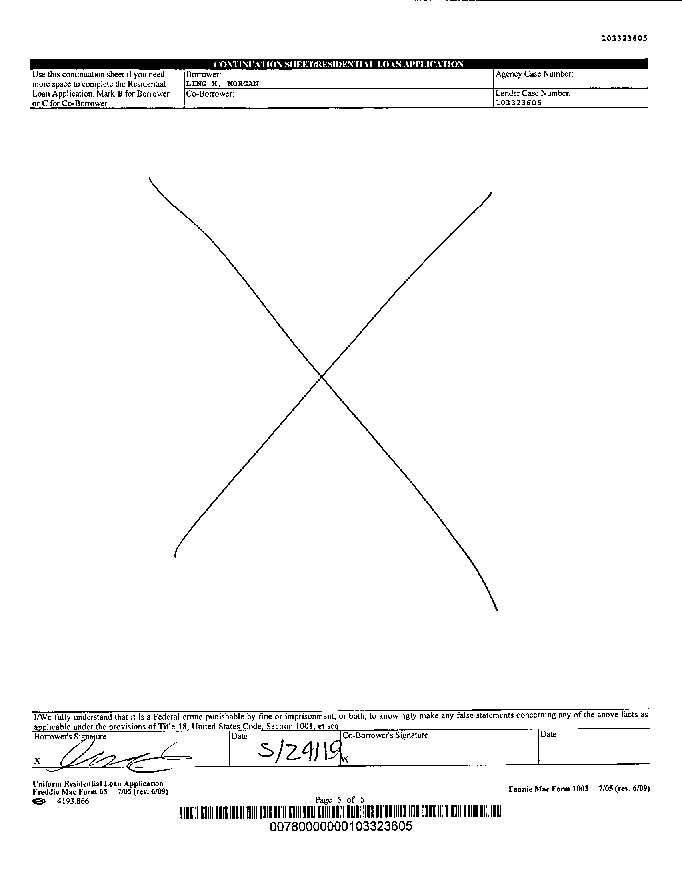 103323605
CONTINUATION SHEET/RESIDENTIAL LOAN APPLICATION
Use this continuation sheet if you need more space to complete the Residential Loan Application. Mark B for Borrower or C for Co-Borrower.
Borrower:
LING M. MORGAN
Agency Case Number:
Co-Borrower:
Lender Case Number:
103323605
I/We fully understand that it is a Federal crime punishable by fine or imprisonment, or both, to knowingly make any false statements concerning any of the above facts as
applicable under the provisions of Title 18, United States Code, Section 1001, et seq.
Borrower's Signature
Date
Co-Borrower's Signature
Date
X
5/29/19
X
Uniform Residential Loan Application
Freddie Mac Form 65 7/05 (rev. 6/09)
Fannie Mae Form 1003 7/05 (rev. 6/09)
4193.866
Page 5 of 5
00780000000103323605